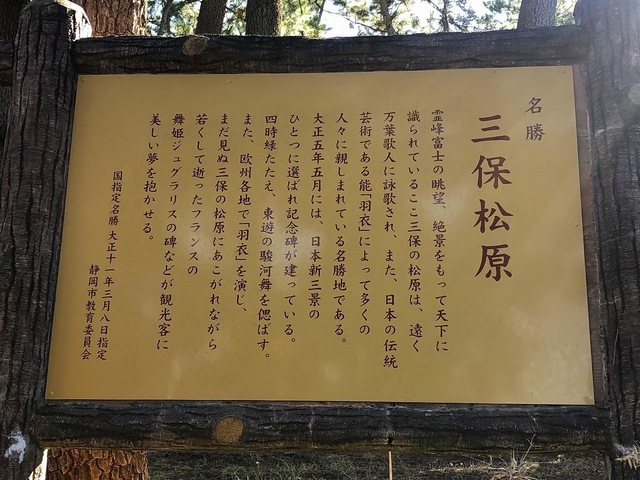 名勝
三保松原
霊峰富士の眺望、絶景をもって天下に
識られているここ三保の松原は、遠く
万葉歌人に詠歌され、また、日本の伝統
芸術である能「羽衣」によって多くの
人々に親しまれている名勝地である。
大正五年五月には、日本新三景の
ひとつに選ばれ記念碑が建っている。
四時緑たたえ、東遊の駿河舞を偲ばす。
また、欧州各地で「羽衣」を演じ、
まだ見ぬ三保の松原にあこがれながら
若くして逝ったフランスの
舞姫ジュグラリスの碑などが観光客に
美しい夢を抱かせる。
国指定名勝 大正十一年三月八日指定
静岡市教育委員会